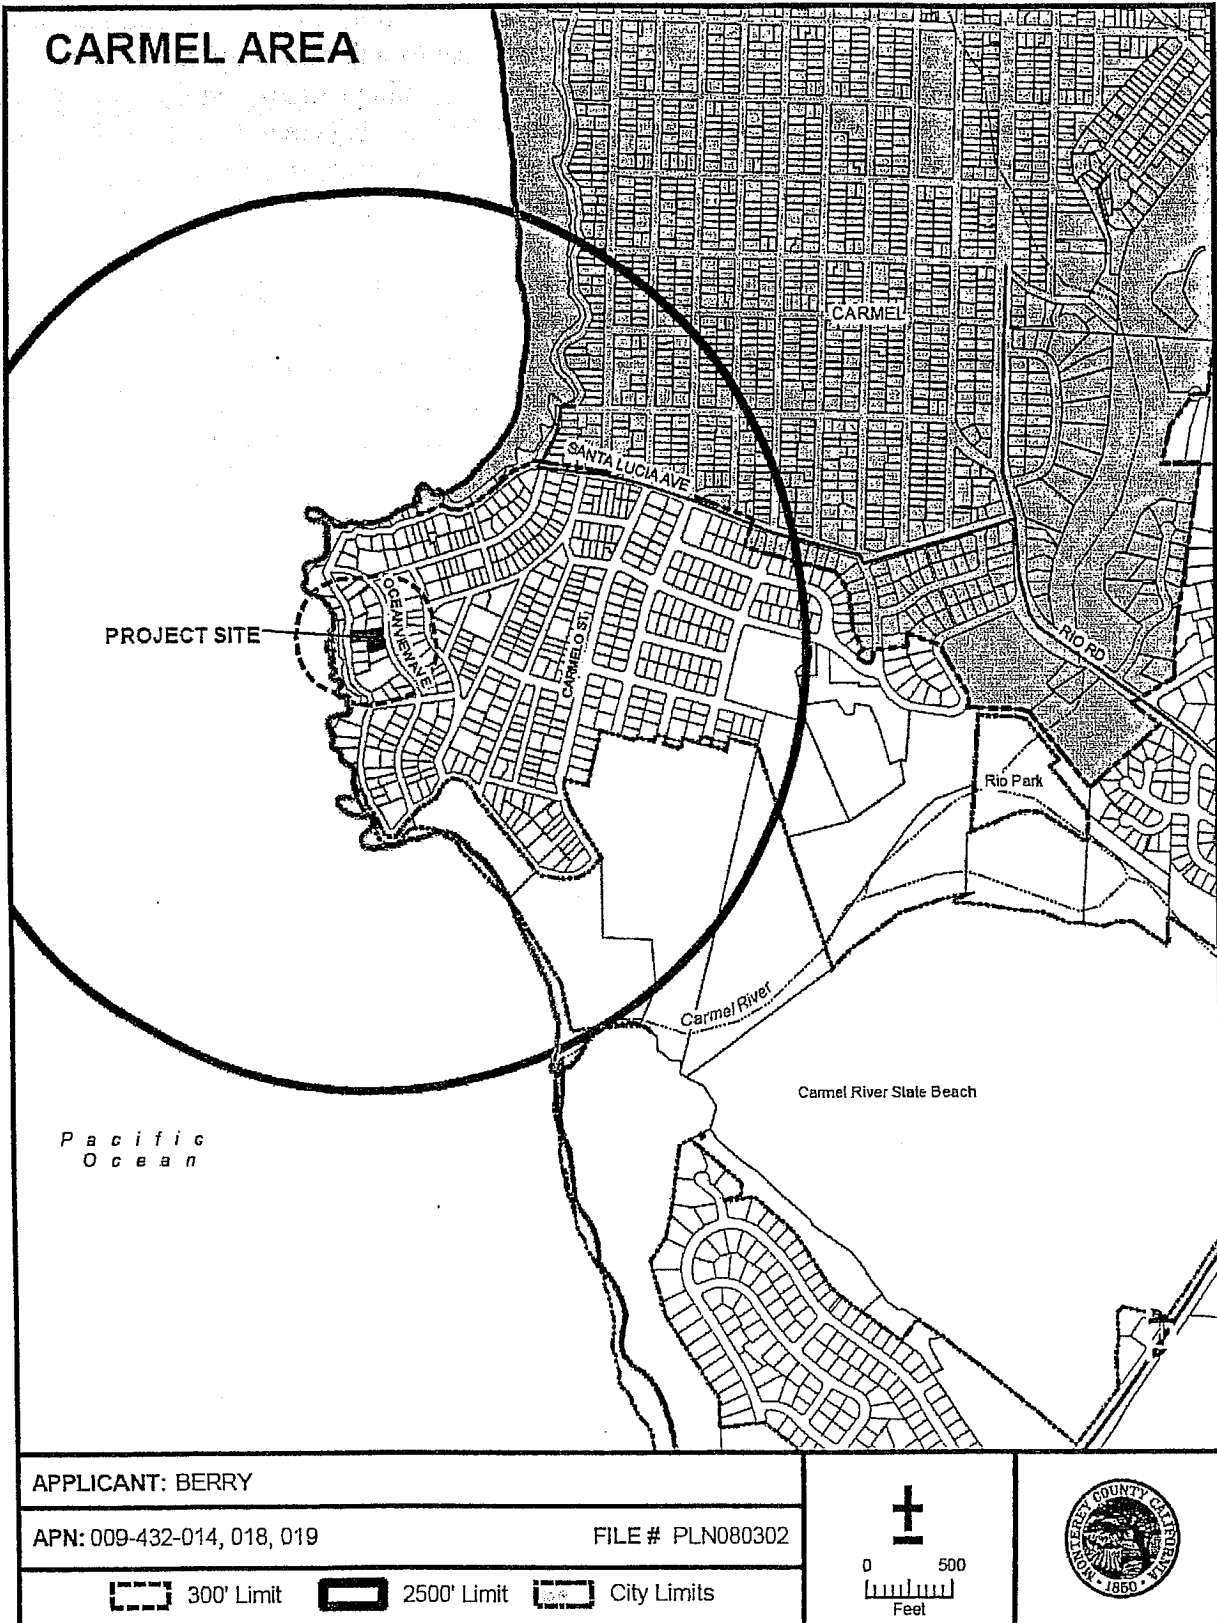 CARMEL AREA
CARMEL
SANTA LUCIA AVE
OCEAN VIEW AVE
PROJECT SITE
CARMELO ST
RIO RD
Rio Park
Carmel River
Carmel River State Beach
Pacific
Ocean
APPLICANT: BERRY
APN: 009-432-014, 018, 019
FILE # PLN080302
300' Limit
2500' Limit
City Limits
0 500
Feet
MONTEREY COUNTY CALIFORNIA
1850